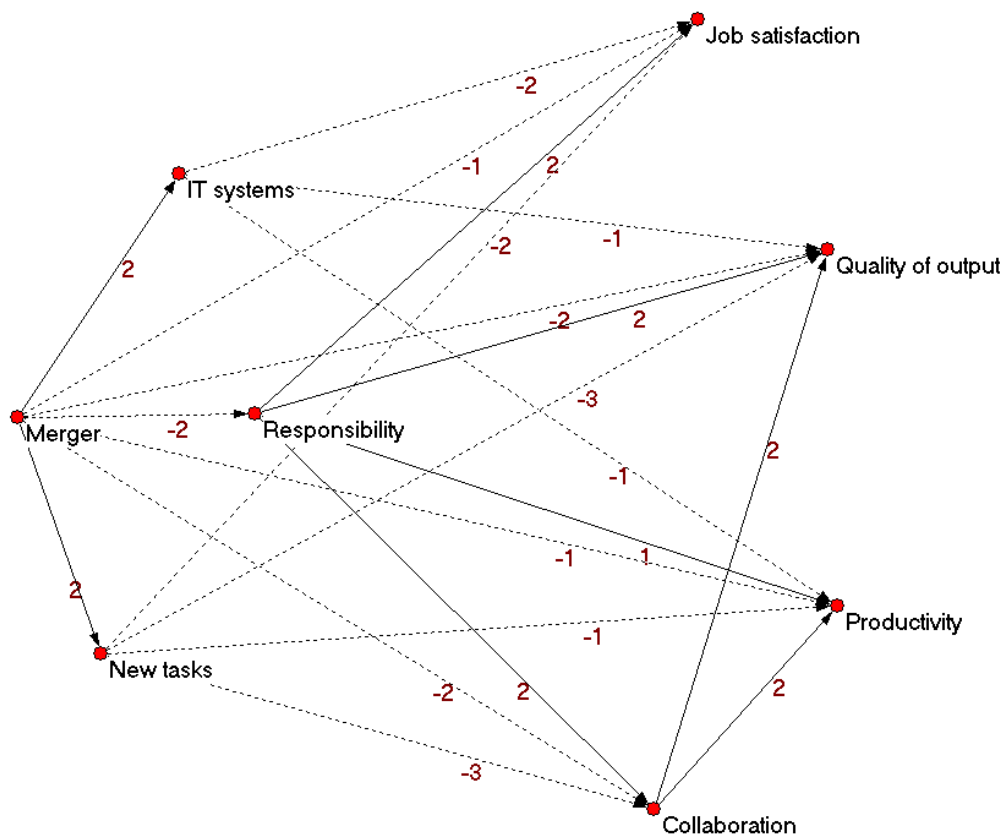 Job satisfaction
-2
-1
2
IT systems
-2
-1
2
Quality of output
-2
2
-3
Merger
-2
Responsibility
2
-1
-1
1
2
Productivity
-1
New tasks
-2
2
2
-3
Collaboration